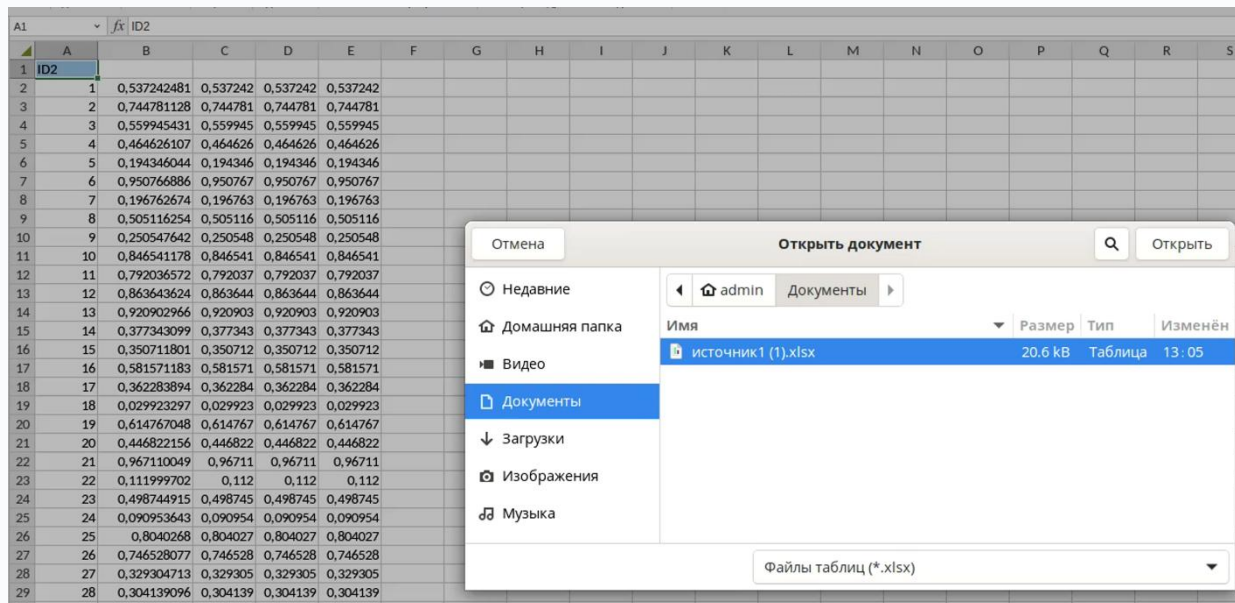 A1 fx ID2
A B C D E F G H I J K L M N O P Q R S
1 ID2
2 1 0,537242481 0,537242 0,537242 0,537242
3 2 0,744781128 0,744781 0,744781 0,744781
4 3 0,559945431 0,559945 0,559945 0,559945
5 4 0,464626107 0,464626 0,464626 0,464626
6 5 0,194346044 0,194346 0,194346 0,194346
7 6 0,950766886 0,950767 0,950767 0,950767
8 7 0,196762674 0,196763 0,196763 0,196763
9 8 0,505116254 0,505116 0,505116 0,505116
10 9 0,250547642 0,250548 0,250548 0,250548
11 10 0,846541178 0,846541 0,846541 0,846541
12 11 0,792036572 0,792037 0,792037 0,792037
13 12 0,863643624 0,863644 0,863644 0,863644
14 13 0,920902966 0,920903 0,920903 0,920903
15 14 0,377343099 0,377343 0,377343 0,377343
16 15 0,350711801 0,350712 0,350712 0,350712
17 16 0,581571183 0,581571 0,581571 0,581571
18 17 0,362283894 0,362284 0,362284 0,362284
19 18 0,029923297 0,029923 0,029923 0,029923
20 19 0,614767048 0,614767 0,614767 0,614767
21 20 0,446822156 0,446822 0,446822 0,446822
22 21 0,967110049 0,96711 0,96711 0,96711
23 22 0,111999702 0,112 0,112 0,112
24 23 0,498744915 0,498745 0,498745 0,498745
25 24 0,090953643 0,090954 0,090954 0,090954
26 25 0,8040268 0,804027 0,804027 0,804027
27 26 0,746528077 0,746528 0,746528 0,746528
28 27 0,329304713 0,329305 0,329305 0,329305
29 28 0,304139096 0,304139 0,304139 0,304139
Отмена Открыть документ Открыть
Недавние
Домашняя папка
Видео
Документы
Загрузки
Изображения
Музыка
admin Документы
Имя Размер Тип Изменён
источник1 (1).xlsx 20.6 kB Таблица 13:05
Файлы таблиц (*.xlsx)